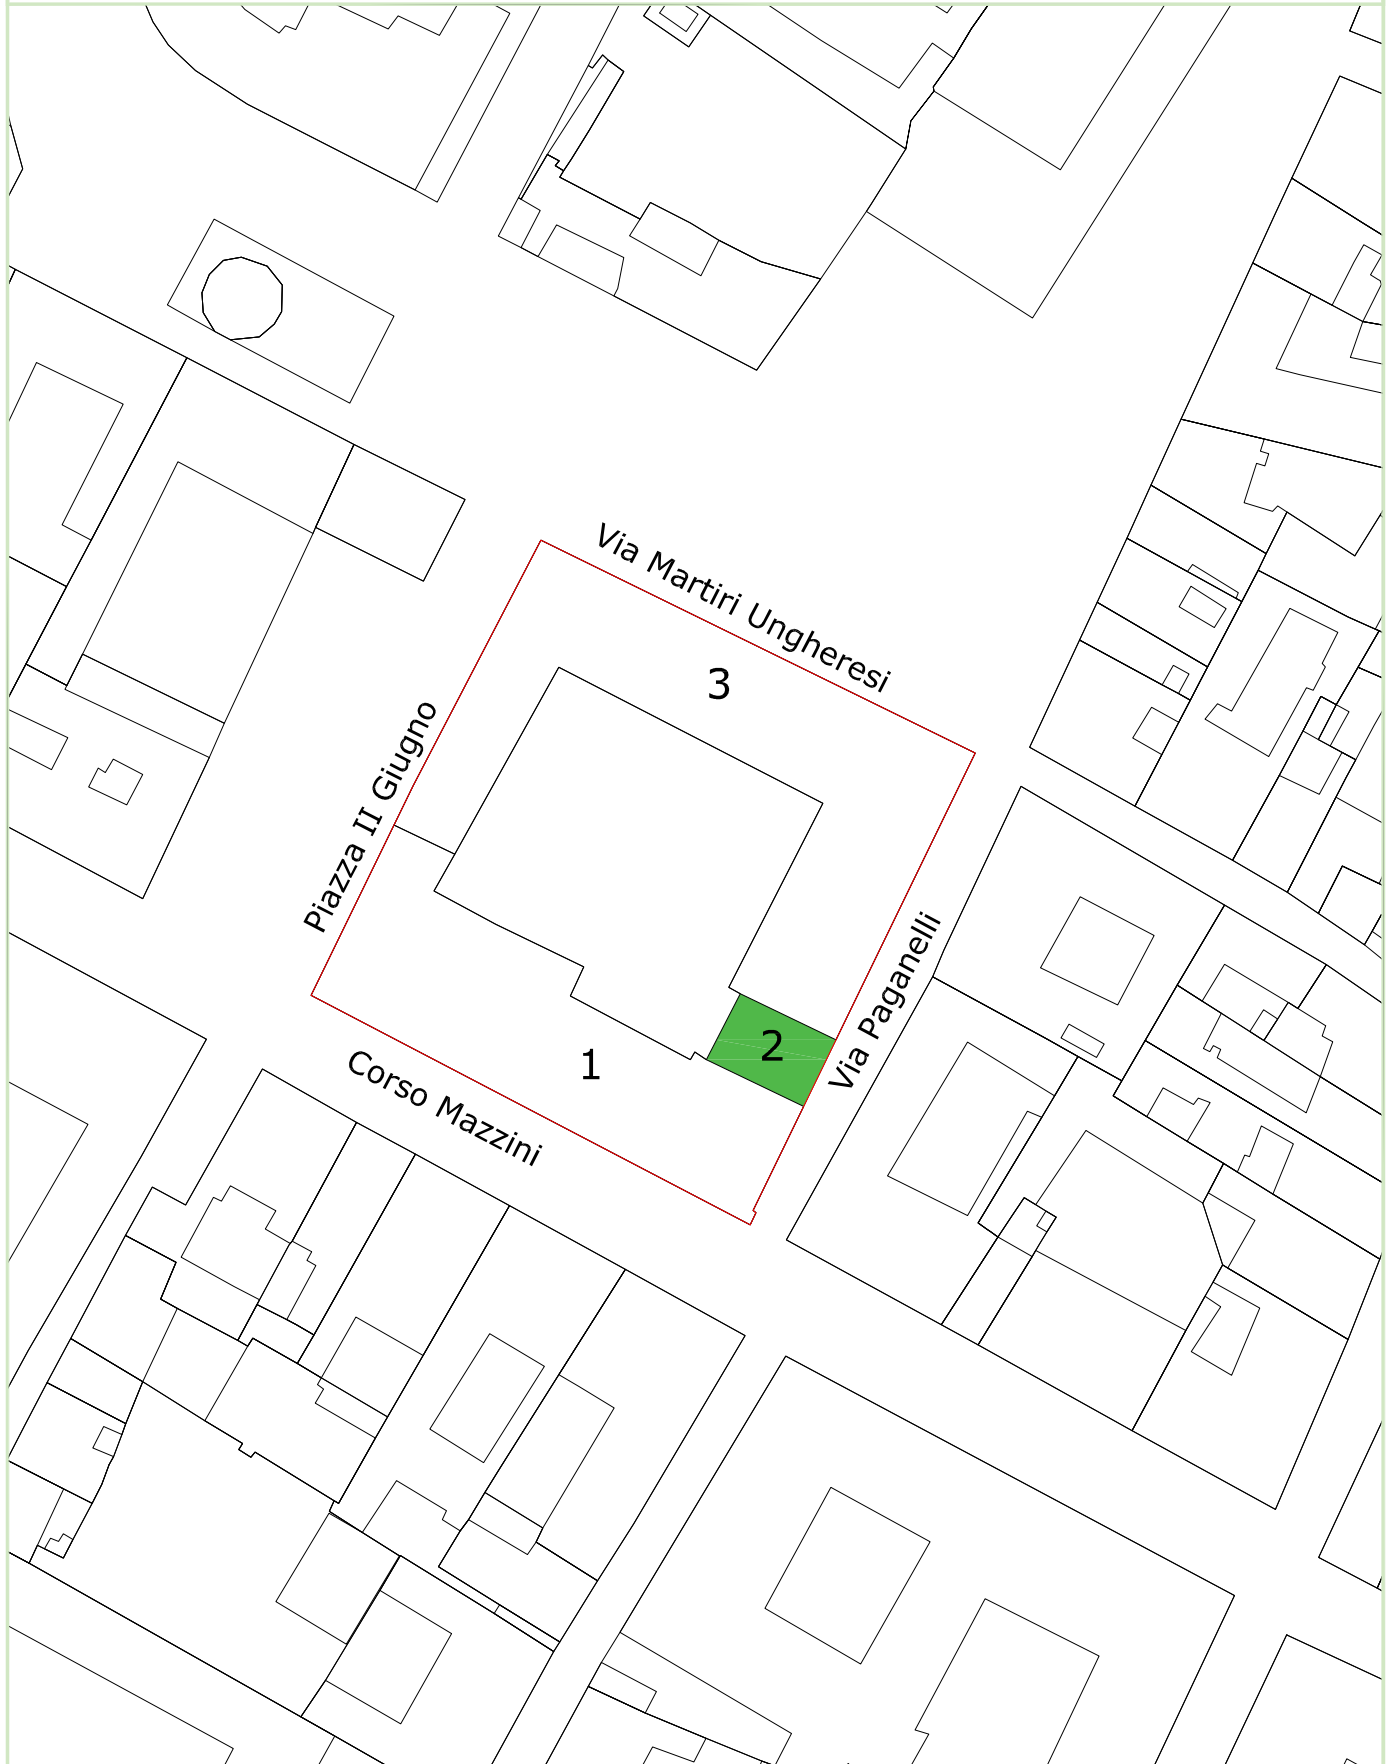 Via Martiri Ungheresi
3
Piazza II Giugno
Via Paganelli
2
1
Corso Mazzini